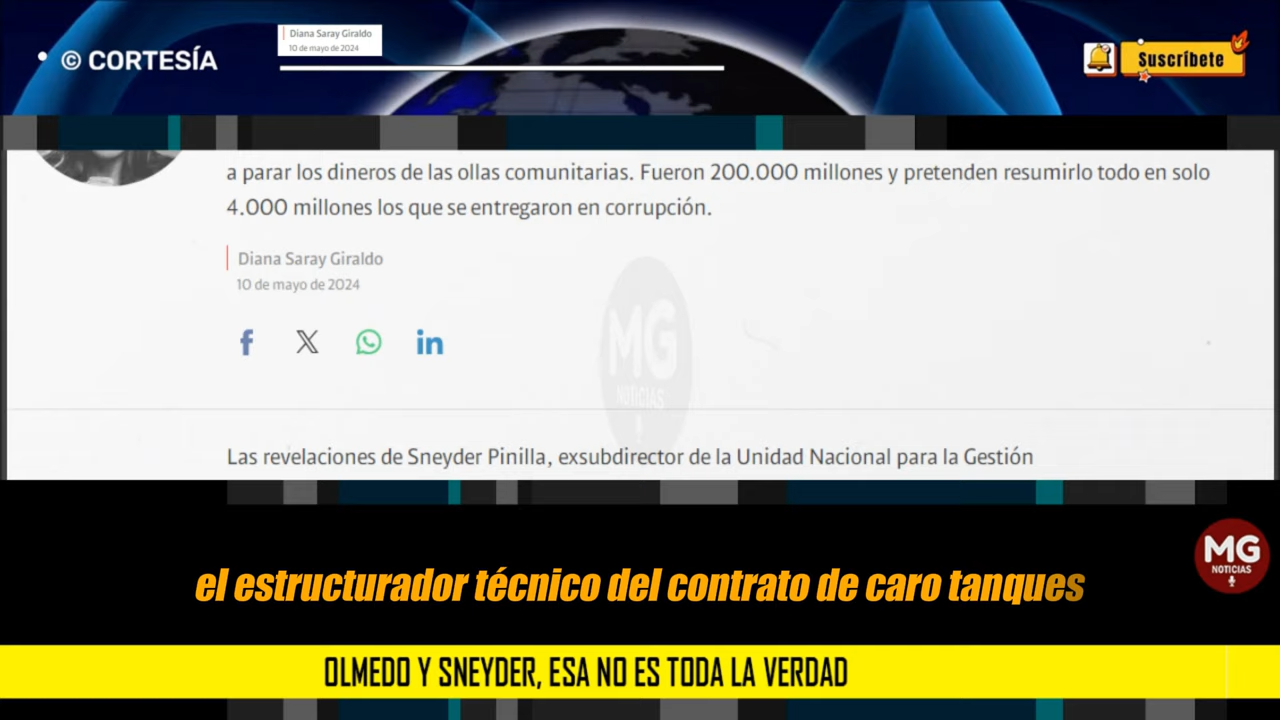 © CORTESÍA
Diana Saray Giraldo
10 de mayo de 2024
Suscríbete
a parar los dineros de las ollas comunitarias. Fueron 200.000 millones y pretenden resumirlo todo en solo
4.000 millones los que se entregaron en corrupción.
Diana Saray Giraldo
10 de mayo de 2024
MG
NOTICIAS
Las revelaciones de Sneyder Pinilla, exsubdirector de la Unidad Nacional para la Gestión
el estructurador técnico del contrato de caro tanques
MG
NOTICIAS
OLMEDO Y SNEYDER, ESA NO ES TODA LA VERDAD